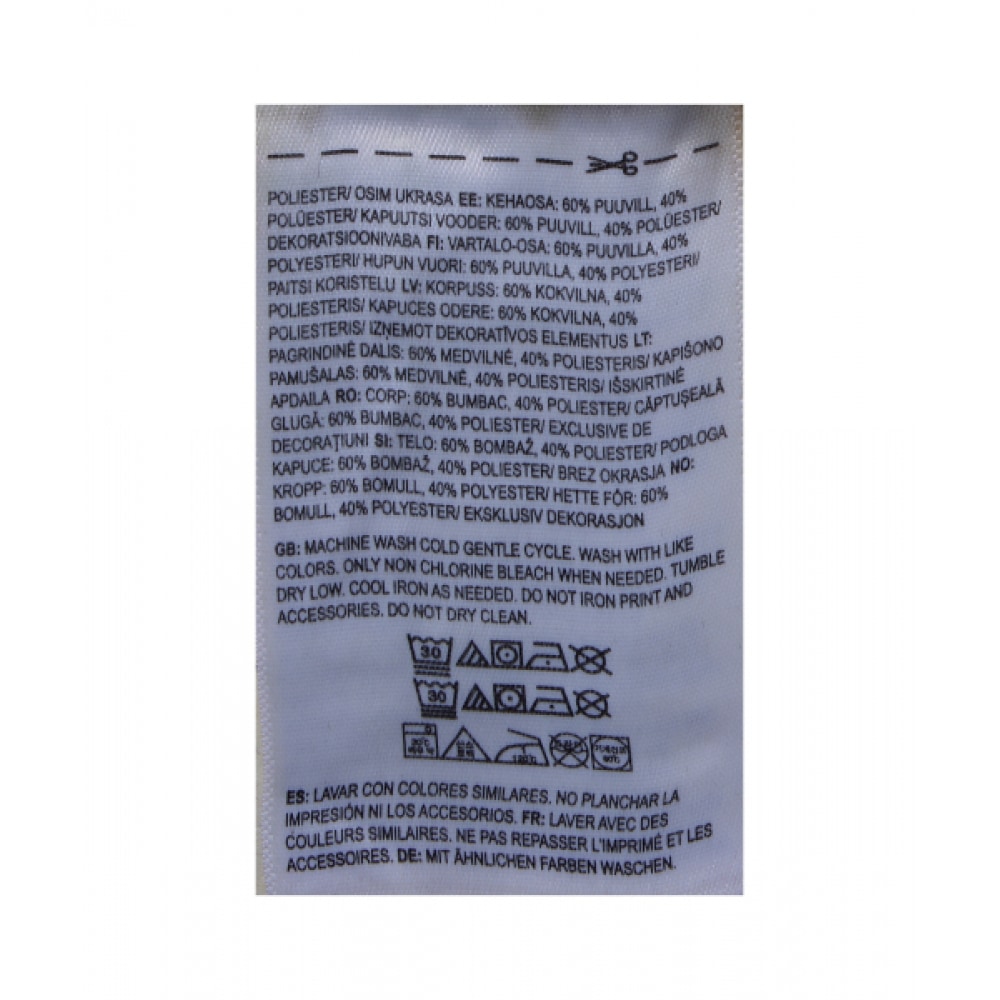 POLIESTER/ OSIM UKRASA EE: KEHAOSA: 60% PUUVILL, 40%
POLÜESTER/ KAPUUTSI VOODER: 60% PUUVILL, 40% POLÜESTER/
DEKORATSIOONIVABA FI: VARTALO-OSA: 60% PUUVILLA, 40%
POLYESTERI/ HUPUN VUORI: 60% PUUVILLA, 40% POLYESTERI/
PAITSI KORISTELU LV: KORPUSS: 60% KOKVILNA, 40%
POLIESTERIS/ KAPUCES ODERE: 60% KOKVILNA, 40%
POLIESTERIS/ IZŅEMOT DEKORATĪVOS ELEMENTUS LT:
PAGRINDINĖ DALIS: 60% MEDVILNĖ, 40% POLIESTERIS/ KAPIŠONO
PAMUŠALAS: 60% MEDVILNĖ, 40% POLIESTERIS/ IŠSKIRTINĖ
APDAILA RO: CORP: 60% BUMBAC, 40% POLIESTER/ CĂPTUŞEALĂ
GLUGĂ: 60% BUMBAC, 40% POLIESTER/ EXCLUSIVE DE
DECORAŢIUNI SI: TELO: 60% BOMBAŽ, 40% POLIESTER/ PODLOGA
KAPUCE: 60% BOMBAŽ, 40% POLIESTER/ BREZ OKRASJA NO:
KROPP: 60% BOMULL, 40% POLYESTER/ HETTE FÔR: 60%
BOMULL, 40% POLYESTER/ EKSKLUSIV DEKORASJON
GB: MACHINE WASH COLD GENTLE CYCLE. WASH WITH LIKE
COLORS. ONLY NON CHLORINE BLEACH WHEN NEEDED. TUMBLE
DRY LOW. COOL IRON AS NEEDED. DO NOT IRON PRINT AND
ACCESSORIES. DO NOT DRY CLEAN.
30
30
ES: LAVAR CON COLORES SIMILARES. NO PLANCHAR LA
IMPRESIÓN NI LOS ACCESORIOS. FR: LAVER AVEC DES
COULEURS SIMILAIRES. NE PAS REPASSER L'IMPRIMÉ ET LES
ACCESSOIRES. DE: MIT ÄHNLICHEN FARBEN WASCHEN.